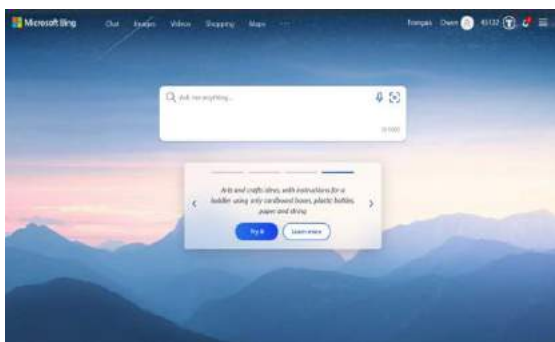 Microsoft Bing Chat Images Videos Shopping Maps ... Français Owen
Ask me anything...
0/1000
Arts and crafts ideas, with instructions for a
toddler using only cardboard boxes, plastic bottles,
paper and string
Try it Learn more